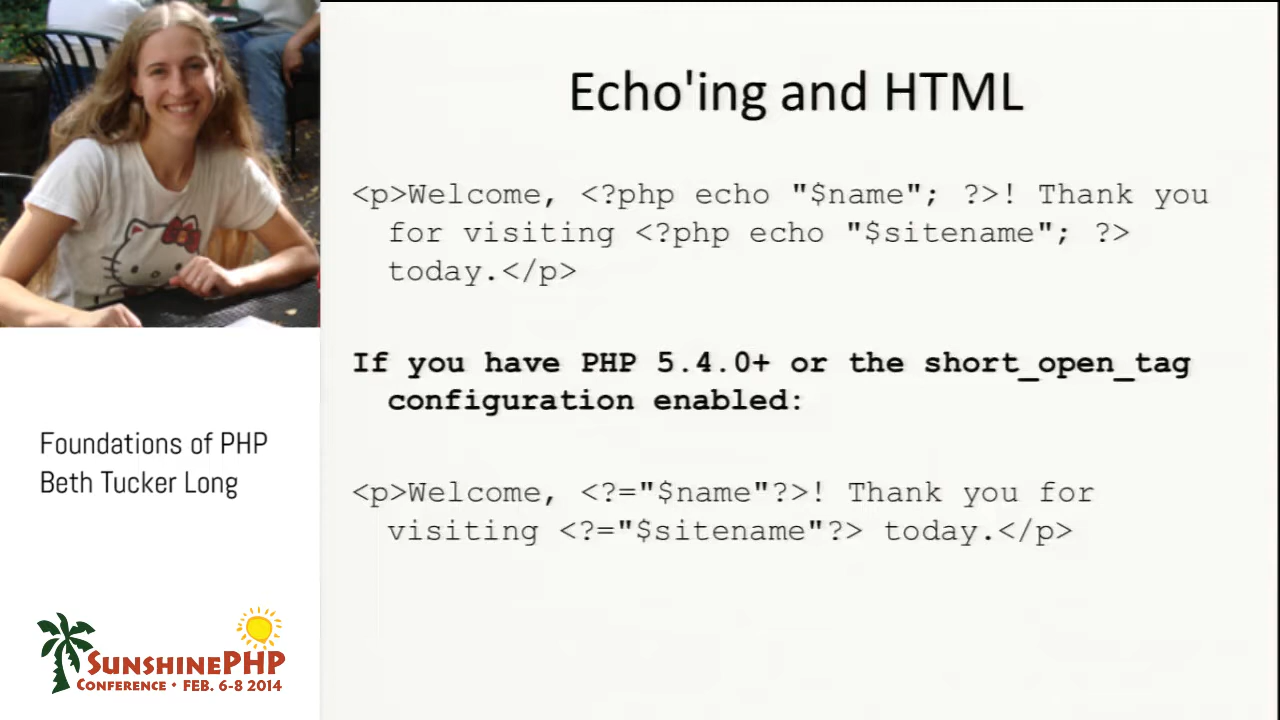 Echo'ing and HTML
<p>Welcome, <?php echo "$name"; ?>! Thank you
for visiting <?php echo "$sitename"; ?>
today.</p>
If you have PHP 5.4.0+ or the short_open_tag
configuration enabled:
<p>Welcome, <?="$name"?>! Thank you for
visiting <?="$sitename"?> today.</p>
Foundations of PHP
Beth Tucker Long
SUNSHINEPHP
CONFERENCE • FEB. 6-8 2014